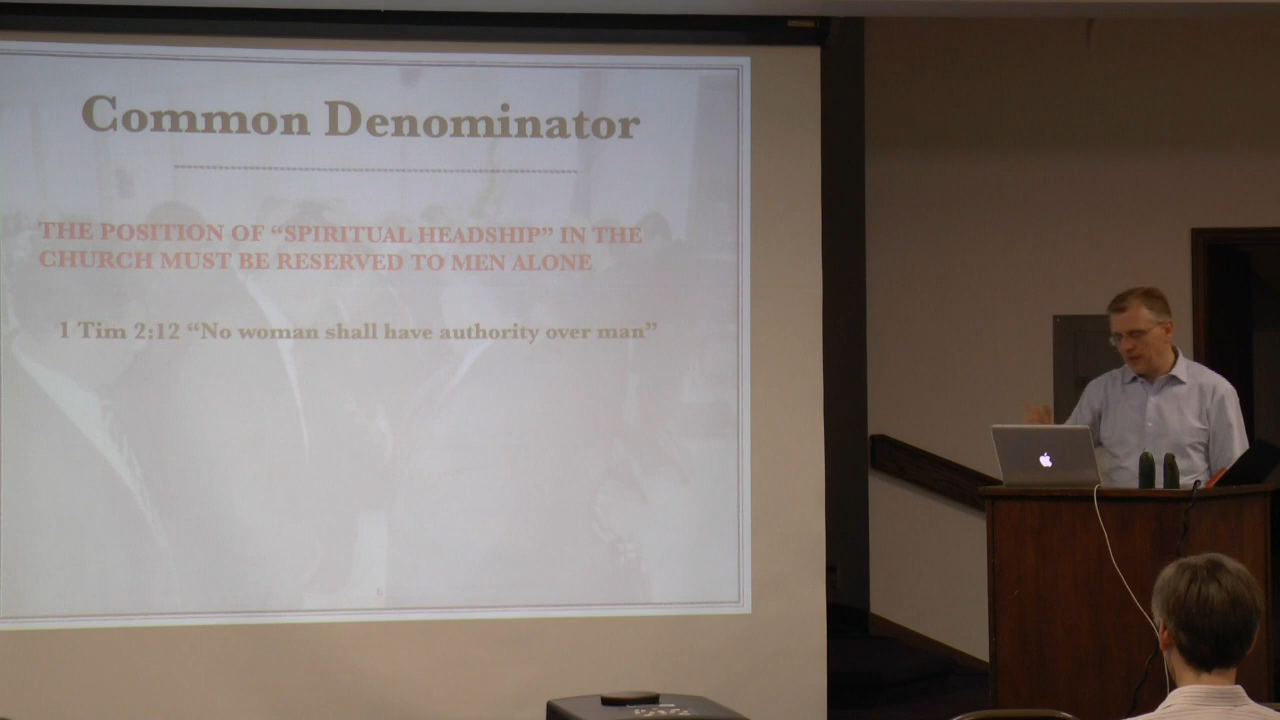 Common Denominator
THE POSITION OF “SPIRITUAL HEADSHIP” IN THE
CHURCH MUST BE RESERVED TO MEN ALONE
1 Tim 2:12 “No woman shall have authority over man”
6